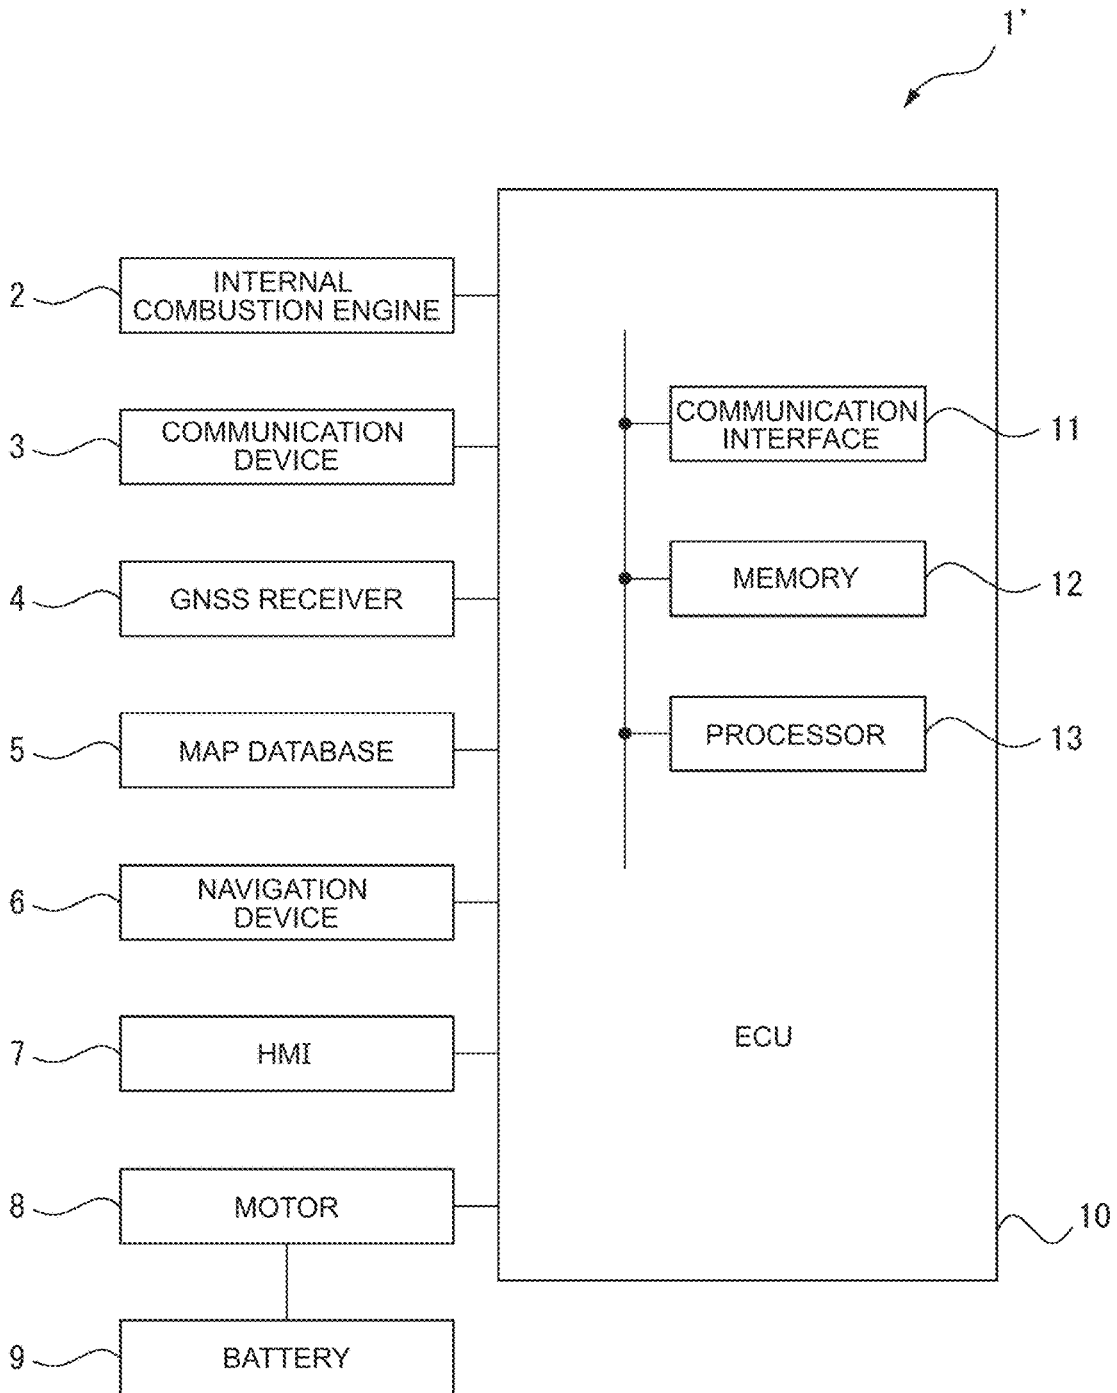 1'
2
INTERNAL
COMBUSTION ENGINE
3
COMMUNICATION
DEVICE
4
GNSS RECEIVER
5
MAP DATABASE
6
NAVIGATION
DEVICE
7
HMI
8
MOTOR
9
BATTERY
COMMUNICATION
INTERFACE
11
MEMORY
12
PROCESSOR
13
ECU
10